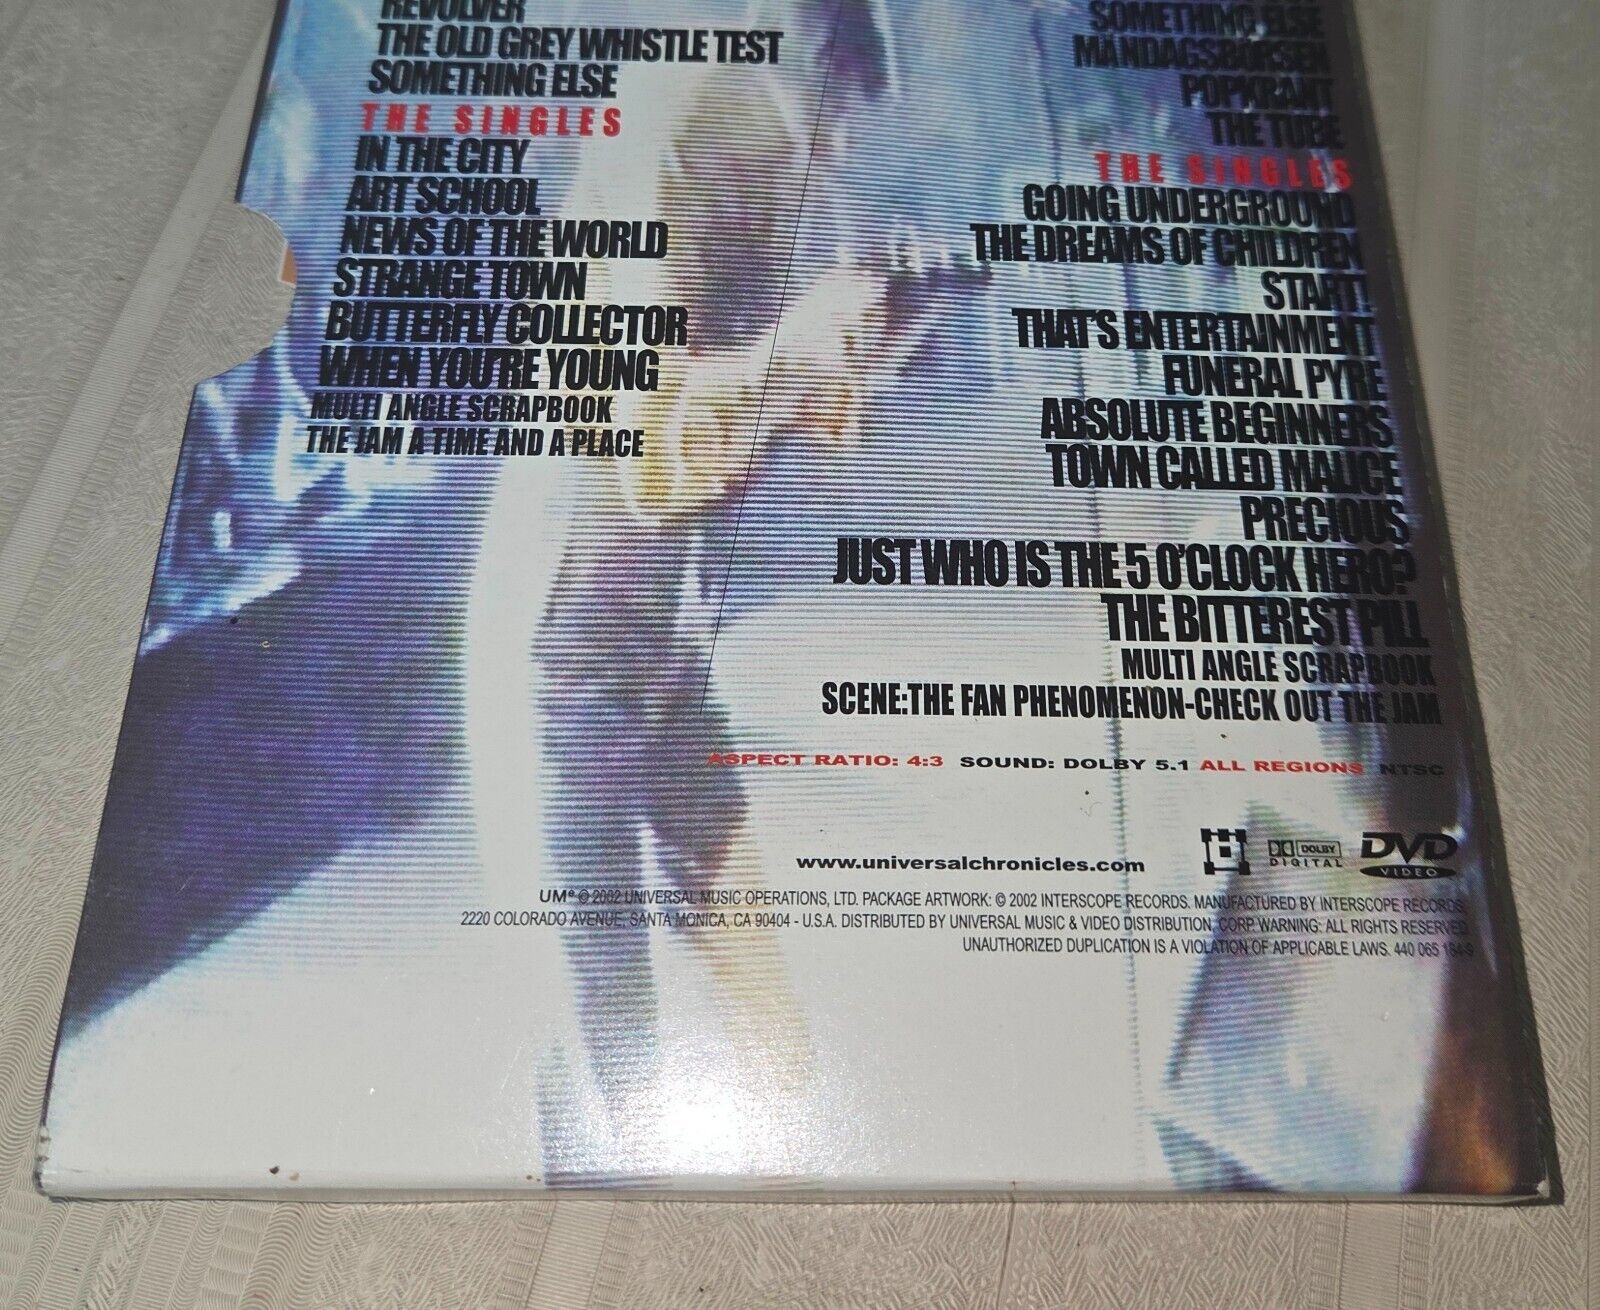 REVOLVER
THE OLD GREY WHISTLE TEST
SOMETHING ELSE
THE SINGLES
IN THE CITY
ART SCHOOL
NEWS OF THE WORLD
STRANGE TOWN
BUTTERFLY COLLECTOR
WHEN YOU'RE YOUNG
MULTI ANGLE SCRAPBOOK
THE JAM A TIME AND A PLACE
SOMETHING ELSE
MANDAGSBORSEN
POPKRANT
THE TUBE
THE SINGLES
GOING UNDERGROUND
THE DREAMS OF CHILDREN
START!
THAT'S ENTERTAINMENT
FUNERAL PYRE
ABSOLUTE BEGINNERS
TOWN CALLED MALICE
PRECIOUS
JUST WHO IS THE 5 O'CLOCK HERO?
THE BITTEREST PILL
MULTI ANGLE SCRAPBOOK
SCENE:THE FAN PHENOMENON-CHECK OUT THE JAM
ASPECT RATIO: 4:3 SOUND: DOLBY 5.1 ALL REGIONS NTSC
www.universalchronicles.com
DOLBY DIGITAL
DVD VIDEO
UMe © 2002 UNIVERSAL MUSIC OPERATIONS, LTD. PACKAGE ARTWORK: © 2002 INTERSCOPE RECORDS. MANUFACTURED BY INTERSCOPE RECORDS,
2220 COLORADO AVENUE, SANTA MONICA, CA 90404 - U.S.A. DISTRIBUTED BY UNIVERSAL MUSIC & VIDEO DISTRIBUTION, CORP. WARNING: ALL RIGHTS RESERVED.
UNAUTHORIZED DUPLICATION IS A VIOLATION OF APPLICABLE LAWS. 440 065